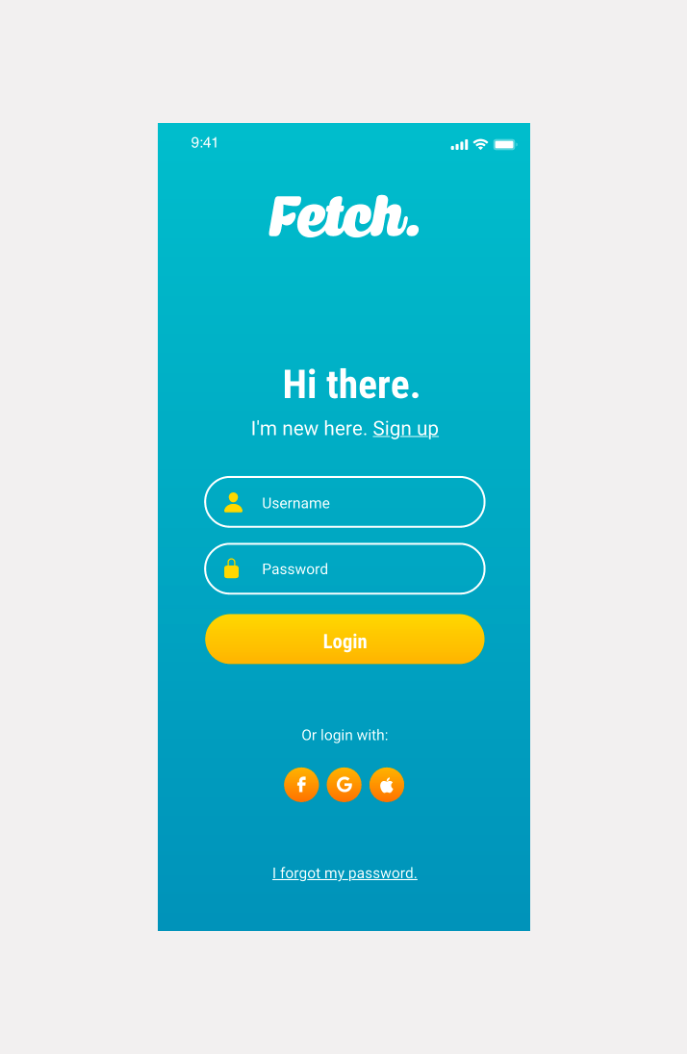 9:41
Fetch.
Hi there.
I'm new here. Sign up
Username
Password
Login
Or login with:
f G
I forgot my password.